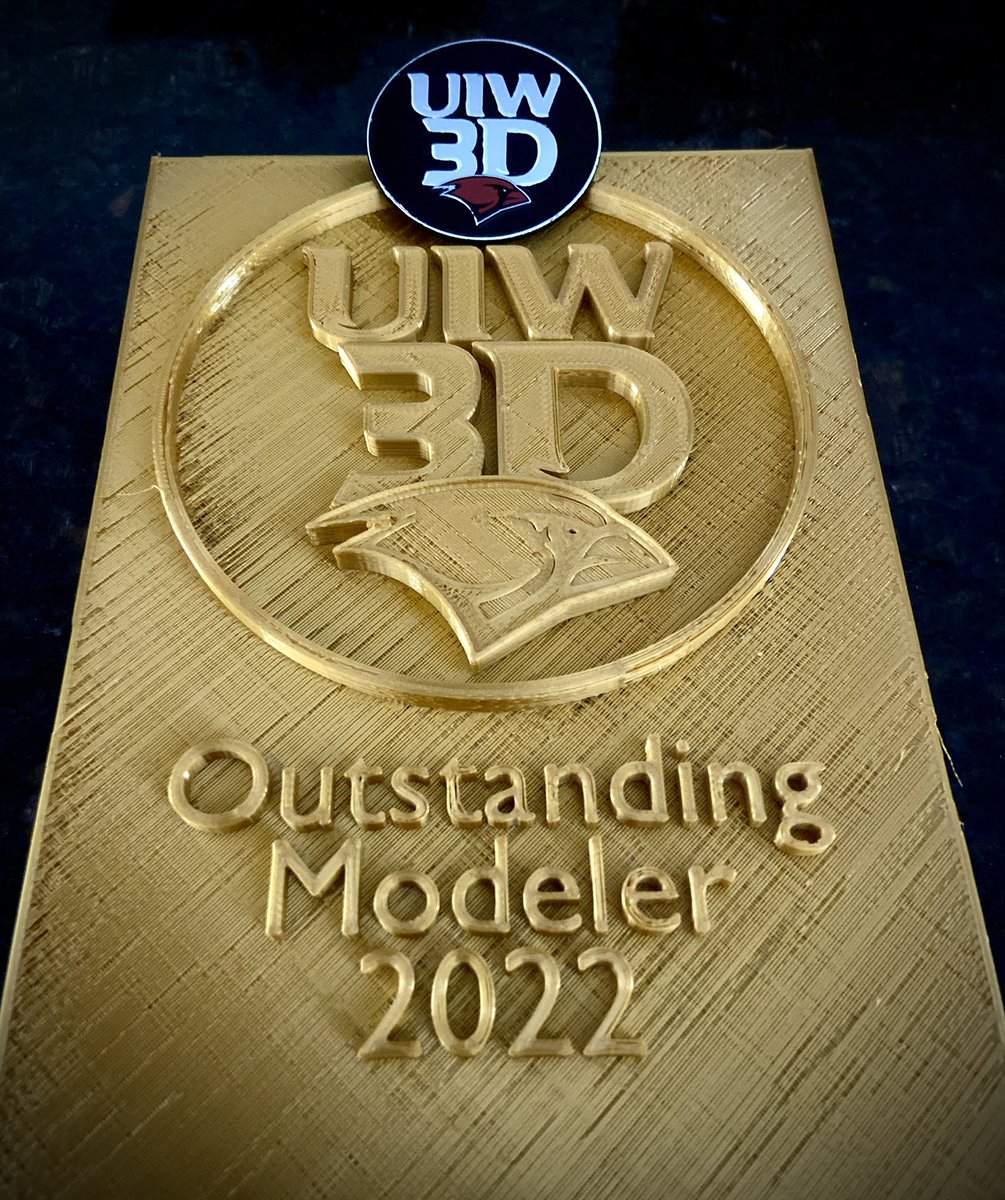 UIW
3D
UIW
3D
Outstanding
Modeler
2022